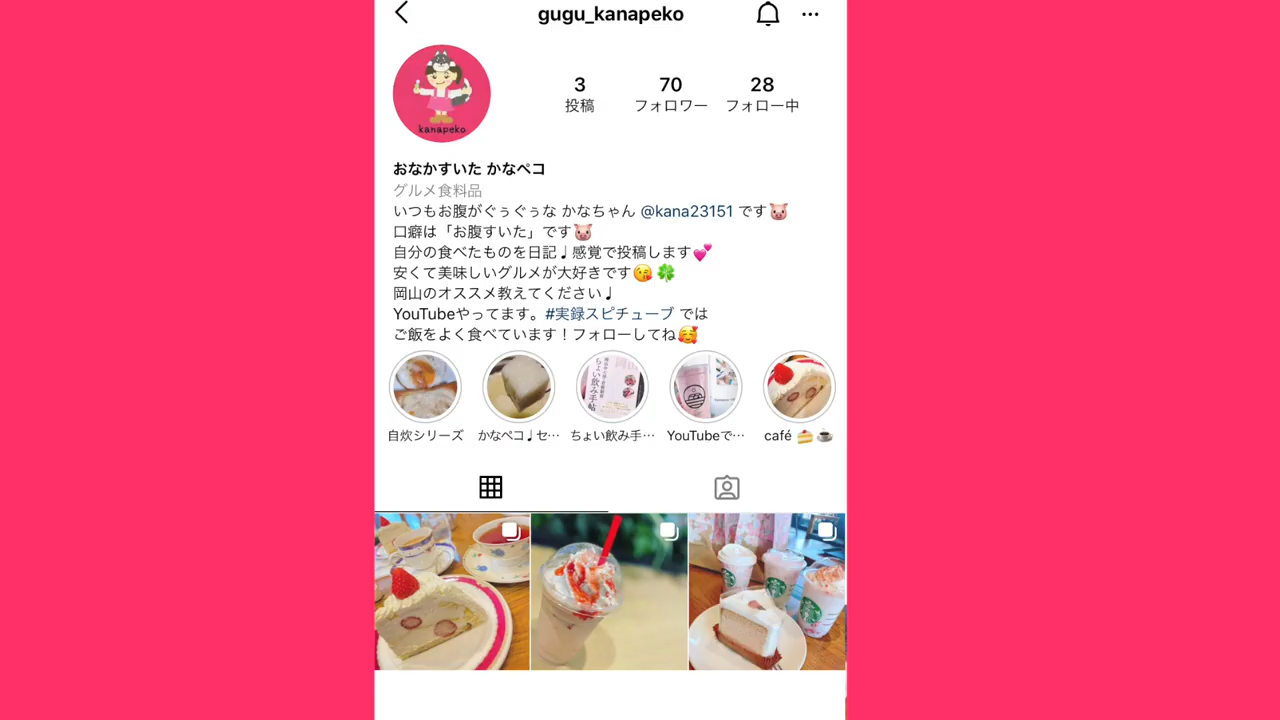 gugu_kanapeko
kanapeko
3
70
28
投稿
フォロワー
フォロー中
おなかすいた かなペコ
グルメ食料品
いつもお腹がぐぅぐぅな かなちゃん @kana23151 です🐷
口癖は「お腹すいた」です🐷
自分の食べたものを日記♩感覚で投稿します💕
安くて美味しいグルメが大好きです😘🍀
岡山のオススメ教えてください♩
YouTubeやってます。#実録スピチューブ では
ご飯をよく食べています！フォローしてね🥰
ちょい飲み手帖
自炊シリーズ
かなペコ♩セ…
ちょい飲み手…
YouTubeで…
café 🍰☕